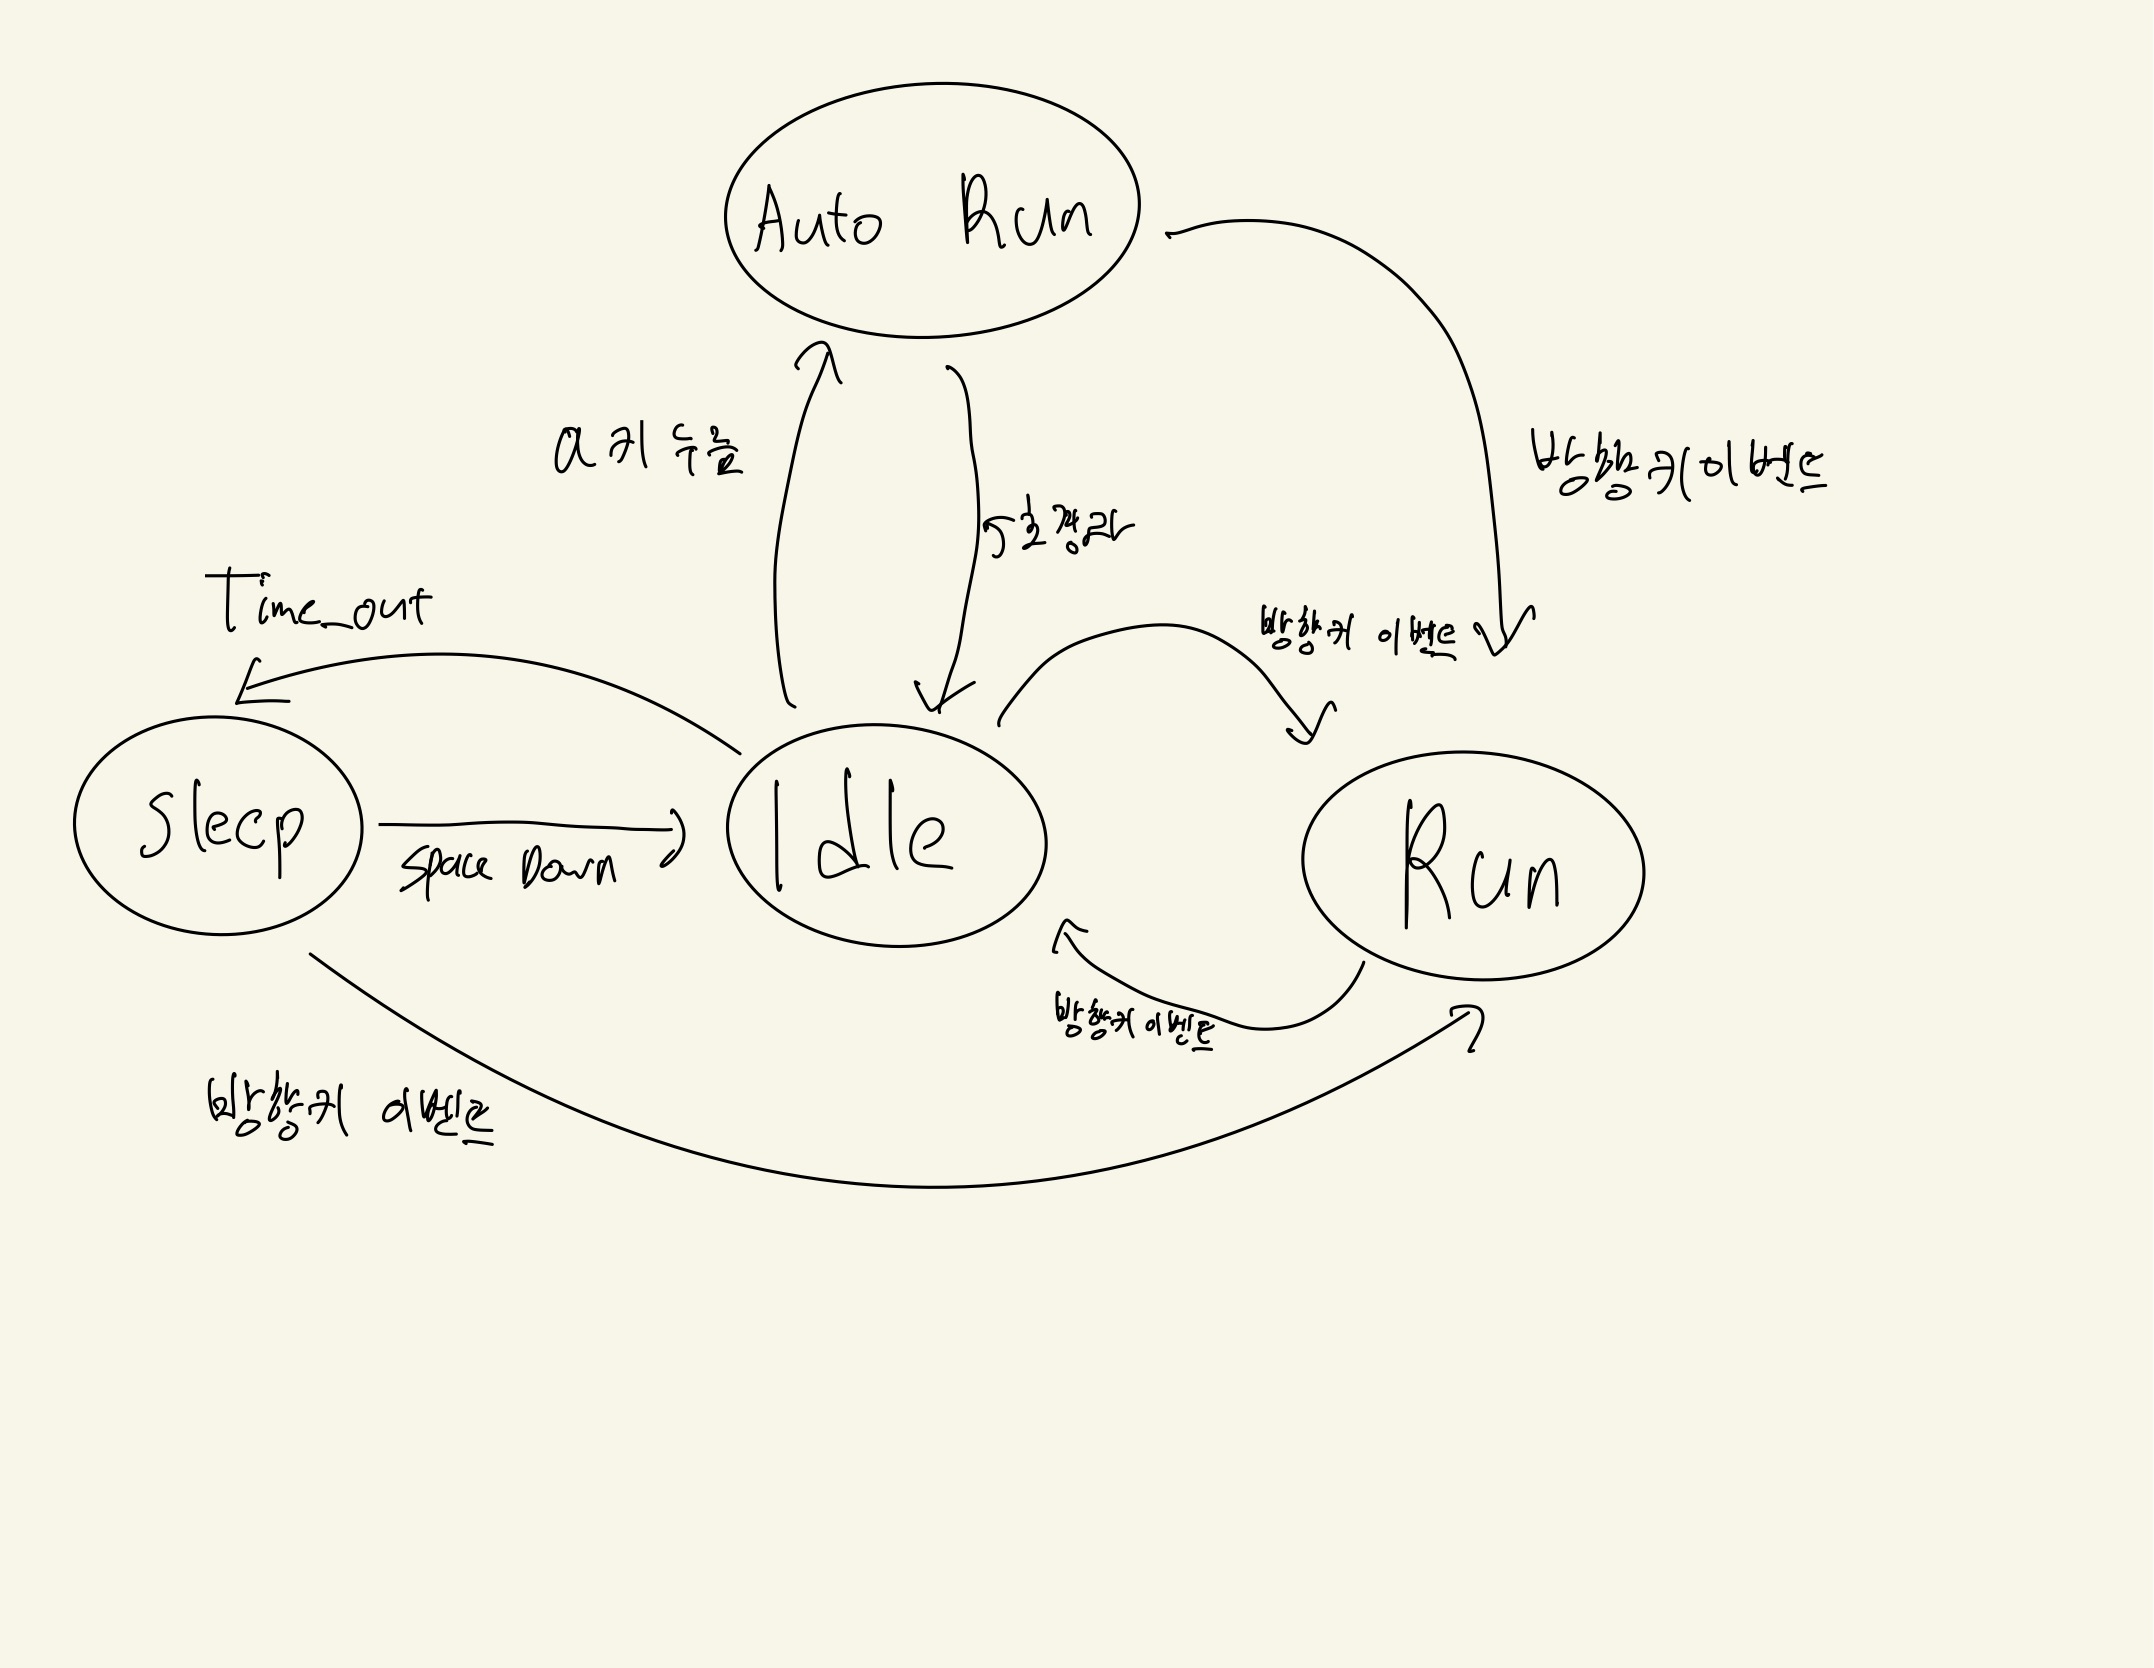 Auto Run
a키 누름
방향키이벤트
5초경과
Time_out
방향키 이벤트
Sleep
Idle
Run
Space Down
방향키 이벤트
방향키 이벤트